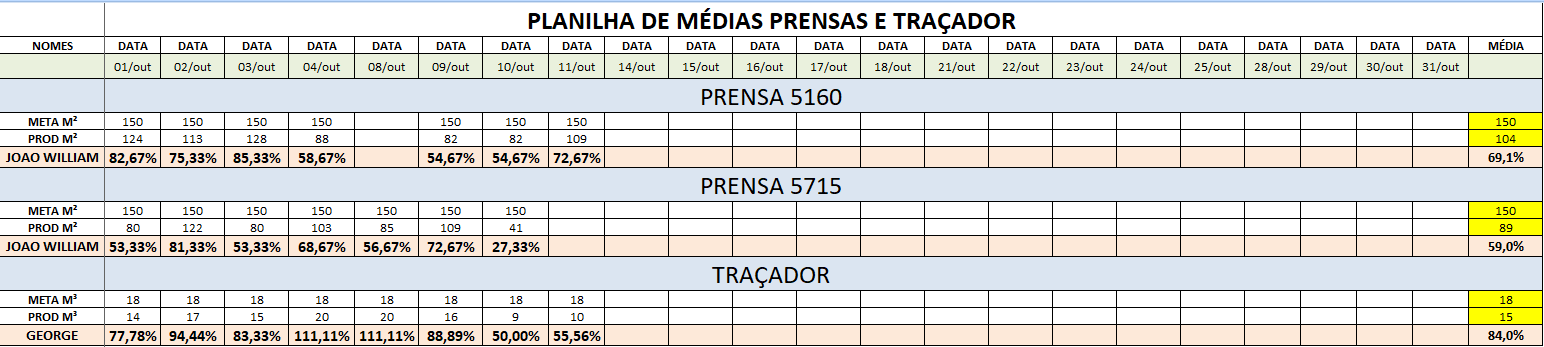 PLANILHA DE MÉDIAS PRENSAS E TRAÇADOR
NOMES DATA DATA DATA DATA DATA DATA DATA DATA DATA DATA DATA DATA DATA DATA DATA DATA DATA DATA DATA DATA DATA MÉDIA
01/out 02/out 03/out 04/out 08/out 09/out 10/out 11/out 14/out 15/out 16/out 17/out 18/out 21/out 22/out 23/out 24/out 25/out 28/out 29/out 30/out 31/out
PRENSA 5160
META M² 150 150 150 150 150 150 150 150
PROD M² 124 113 128 88 82 82 109 104
JOAO WILLIAM 82,67% 75,33% 85,33% 58,67% 54,67% 54,67% 72,67% 69,1%
PRENSA 5715
META M² 150 150 150 150 150 150 150 150
PROD M² 80 122 80 103 85 109 41 89
JOAO WILLIAM 53,33% 81,33% 53,33% 68,67% 56,67% 72,67% 27,33% 59,0%
TRAÇADOR
META M³ 18 18 18 18 18 18 18 18 18
PROD M³ 14 17 15 20 20 16 9 10 15
GEORGE 77,78% 94,44% 83,33% 111,11% 111,11% 88,89% 50,00% 55,56% 84,0%